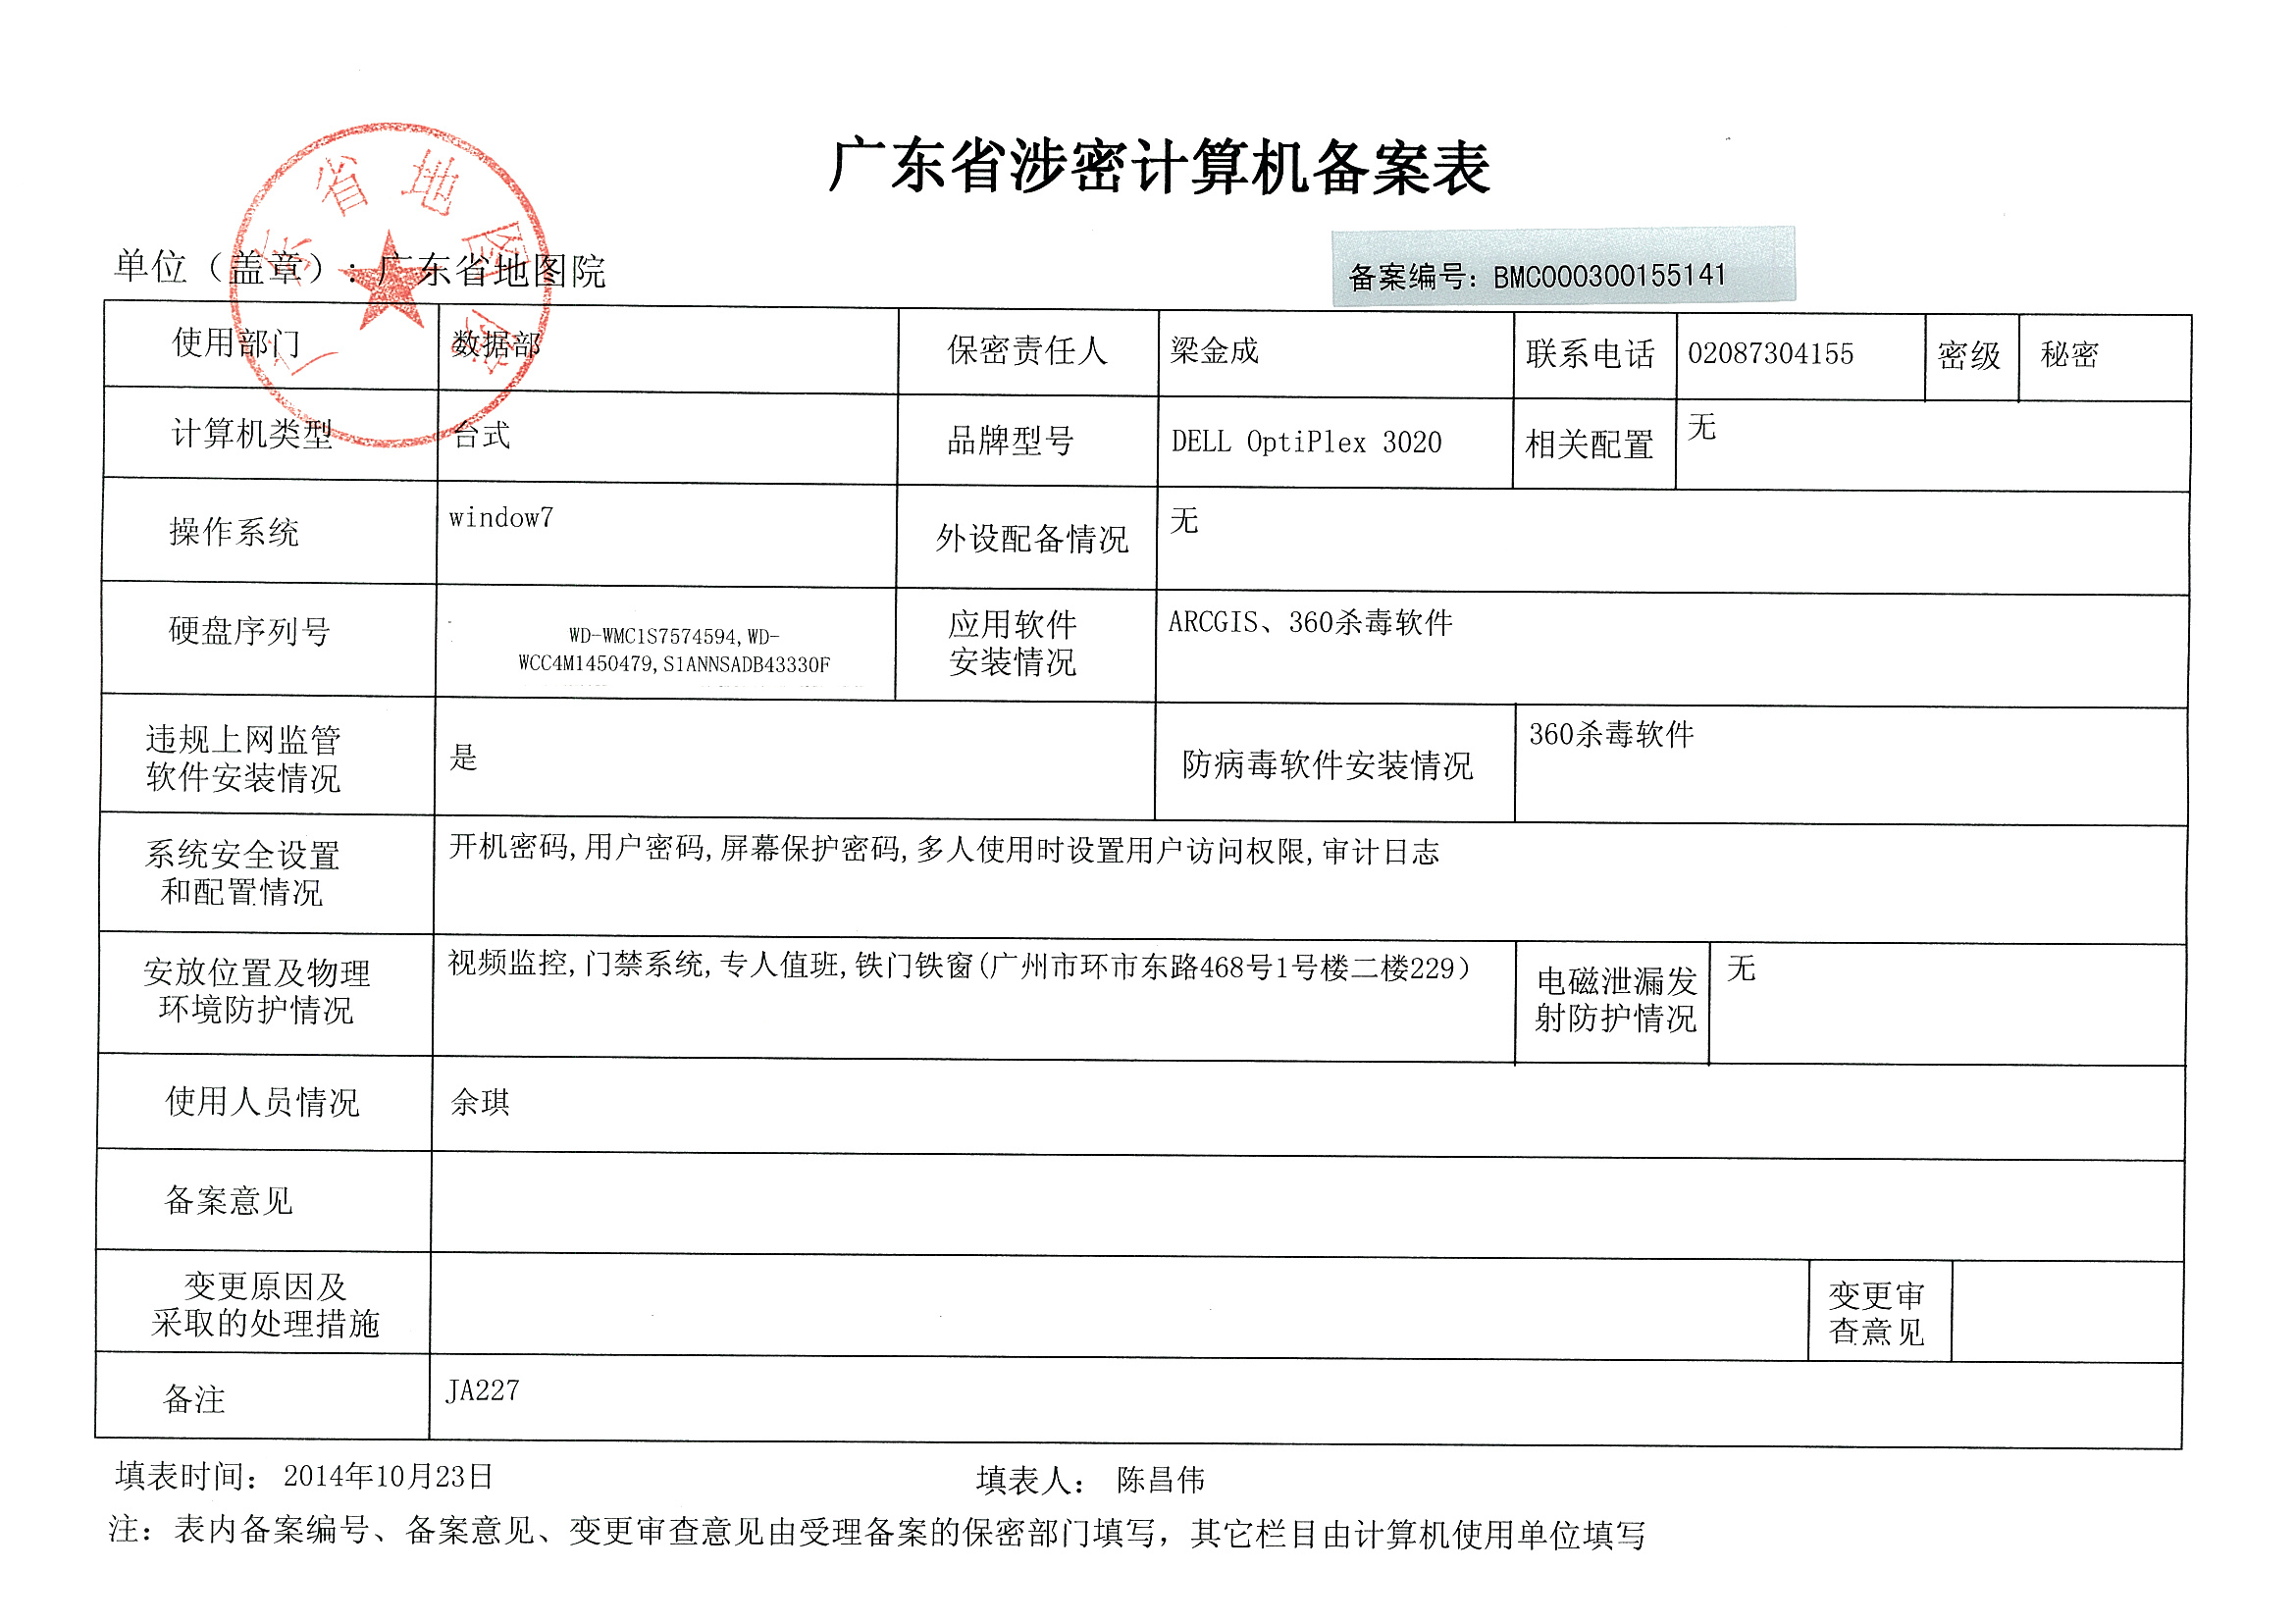 广东省涉密计算机备案表
单位（盖章）：广东省地图院
广东省地图院
备案编号：BMC000300155141
使用部门 数据部 保密责任人 梁金成 联系电话 02087304155 密级 秘密
计算机类型 台式 品牌型号 DELL OptiPlex 3020 相关配置 无
操作系统 window7 外设配备情况 无
硬盘序列号 WD-WMC1S7574594,WD-
WCC4M1450479,S1ANNSADB43330F
应用软件
安装情况
ARCGIS、360杀毒软件
违规上网监管
软件安装情况
是 防病毒软件安装情况 360杀毒软件
系统安全设置
和配置情况
开机密码,用户密码,屏幕保护密码,多人使用时设置用户访问权限,审计日志
安放位置及物理
环境防护情况
视频监控,门禁系统,专人值班,铁门铁窗(广州市环市东路468号1号楼二楼229）
电磁泄漏发
射防护情况
无
使用人员情况 余琪
备案意见
变更原因及
采取的处理措施
变更审
查意见
备注 JA227
填表时间： 2014年10月23日 填表人： 陈昌伟
注：表内备案编号、备案意见、变更审查意见由受理备案的保密部门填写，其它栏目由计算机使用单位填写